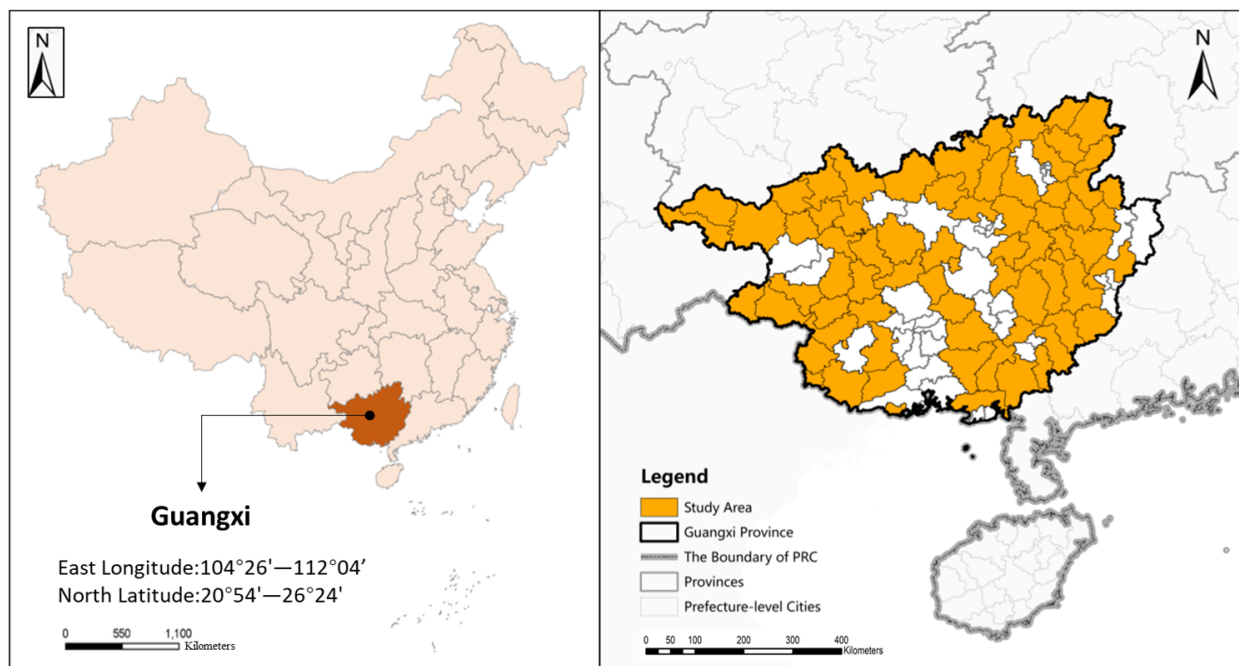 N
Guangxi
East Longitude:104°26'—112°04′
North Latitude:20°54'—26°24'
0 550 1,100
Kilometers
N
Legend
Study Area
Guangxi Province
The Boundary of PRC
Provinces
Prefecture-level Cities
0 50 100 200 300 400
Kilometers